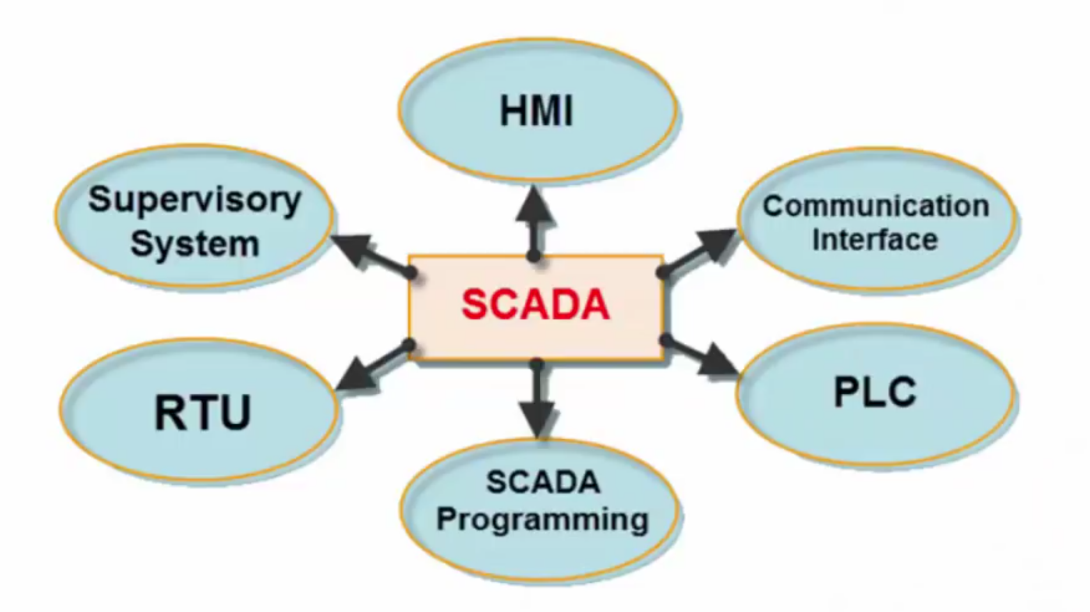 HMI
Supervisory
System
Communication
Interface
SCADA
RTU
PLC
SCADA
Programming